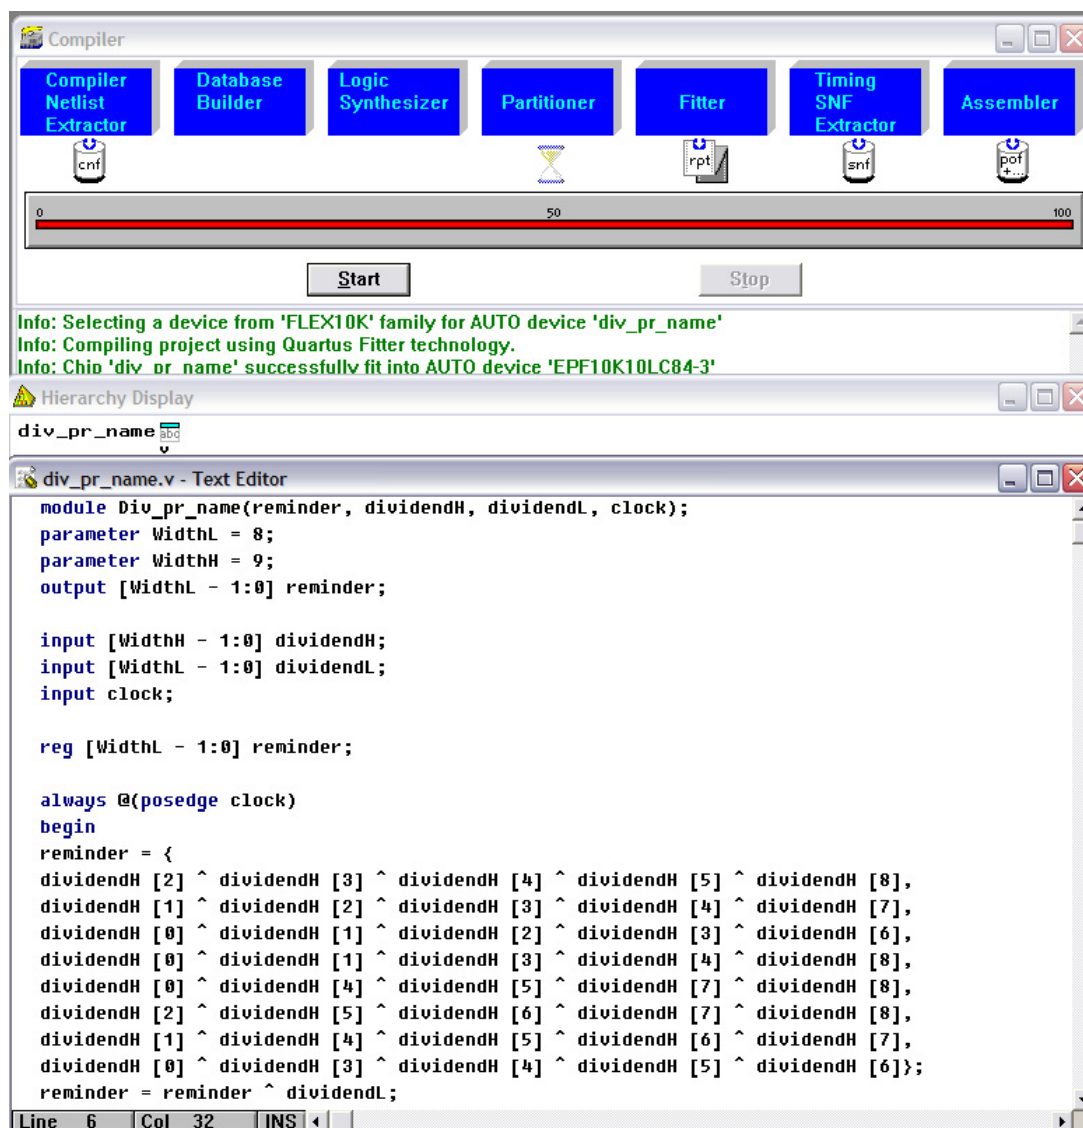 Compiler
Compiler Netlist Extractor
Database Builder
Logic Synthesizer
Partitioner
Fitter
Timing SNF Extractor
Assembler
cnf
rpt
snf
pof +...
0 50 100
Start Stop
Info: Selecting a device from 'FLEX10K' family for AUTO device 'div_pr_name'
Info: Compiling project using Quartus Fitter technology.
Info: Chip 'div_pr_name' successfully fit into AUTO device 'EPF10K10LC84-3'
Hierarchy Display
div_pr_name abc
v
div_pr_name.v - Text Editor
module Div_pr_name(reminder, dividendH, dividendL, clock);
parameter WidthL = 8;
parameter WidthH = 9;
output [WidthL - 1:0] reminder;
input [WidthH - 1:0] dividendH;
input [WidthL - 1:0] dividendL;
input clock;
reg [WidthL - 1:0] reminder;
always @(posedge clock)
begin
reminder = {
dividendH [2] ^ dividendH [3] ^ dividendH [4] ^ dividendH [5] ^ dividendH [8],
dividendH [1] ^ dividendH [2] ^ dividendH [3] ^ dividendH [4] ^ dividendH [7],
dividendH [0] ^ dividendH [1] ^ dividendH [2] ^ dividendH [3] ^ dividendH [6],
dividendH [0] ^ dividendH [1] ^ dividendH [3] ^ dividendH [4] ^ dividendH [8],
dividendH [0] ^ dividendH [4] ^ dividendH [5] ^ dividendH [7] ^ dividendH [8],
dividendH [2] ^ dividendH [5] ^ dividendH [6] ^ dividendH [7] ^ dividendH [8],
dividendH [1] ^ dividendH [4] ^ dividendH [5] ^ dividendH [6] ^ dividendH [7],
dividendH [0] ^ dividendH [3] ^ dividendH [4] ^ dividendH [5] ^ dividendH [6]};
reminder = reminder ^ dividendL;
Line 6 Col 32 INS